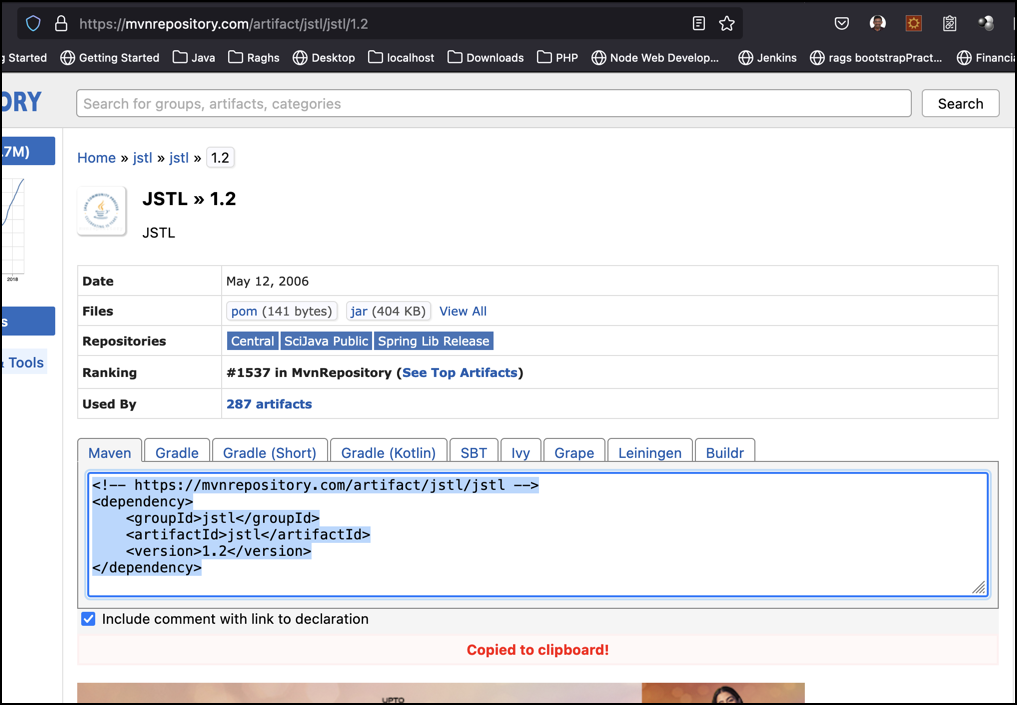 https://mvnrepository.com/artifact/jstl/jstl/1.2
Started Getting Started Java Raghs Desktop localhost Downloads PHP Node Web Develop... Jenkins rags bootstrapPract... Financia
ORY Search for groups, artifacts, categories Search
.7M)
2018
s
& Tools
Home » jstl » jstl » 1.2
JSTL » 1.2
JSTL
Date May 12, 2006
Files pom (141 bytes) jar (404 KB) View All
Repositories Central SciJava Public Spring Lib Release
Ranking #1537 in MvnRepository (See Top Artifacts)
Used By 287 artifacts
Maven Gradle Gradle (Short) Gradle (Kotlin) SBT Ivy Grape Leiningen Buildr
<!-- https://mvnrepository.com/artifact/jstl/jstl -->
<dependency>
    <groupId>jstl</groupId>
    <artifactId>jstl</artifactId>
    <version>1.2</version>
</dependency>
Include comment with link to declaration
Copied to clipboard!
UPTO